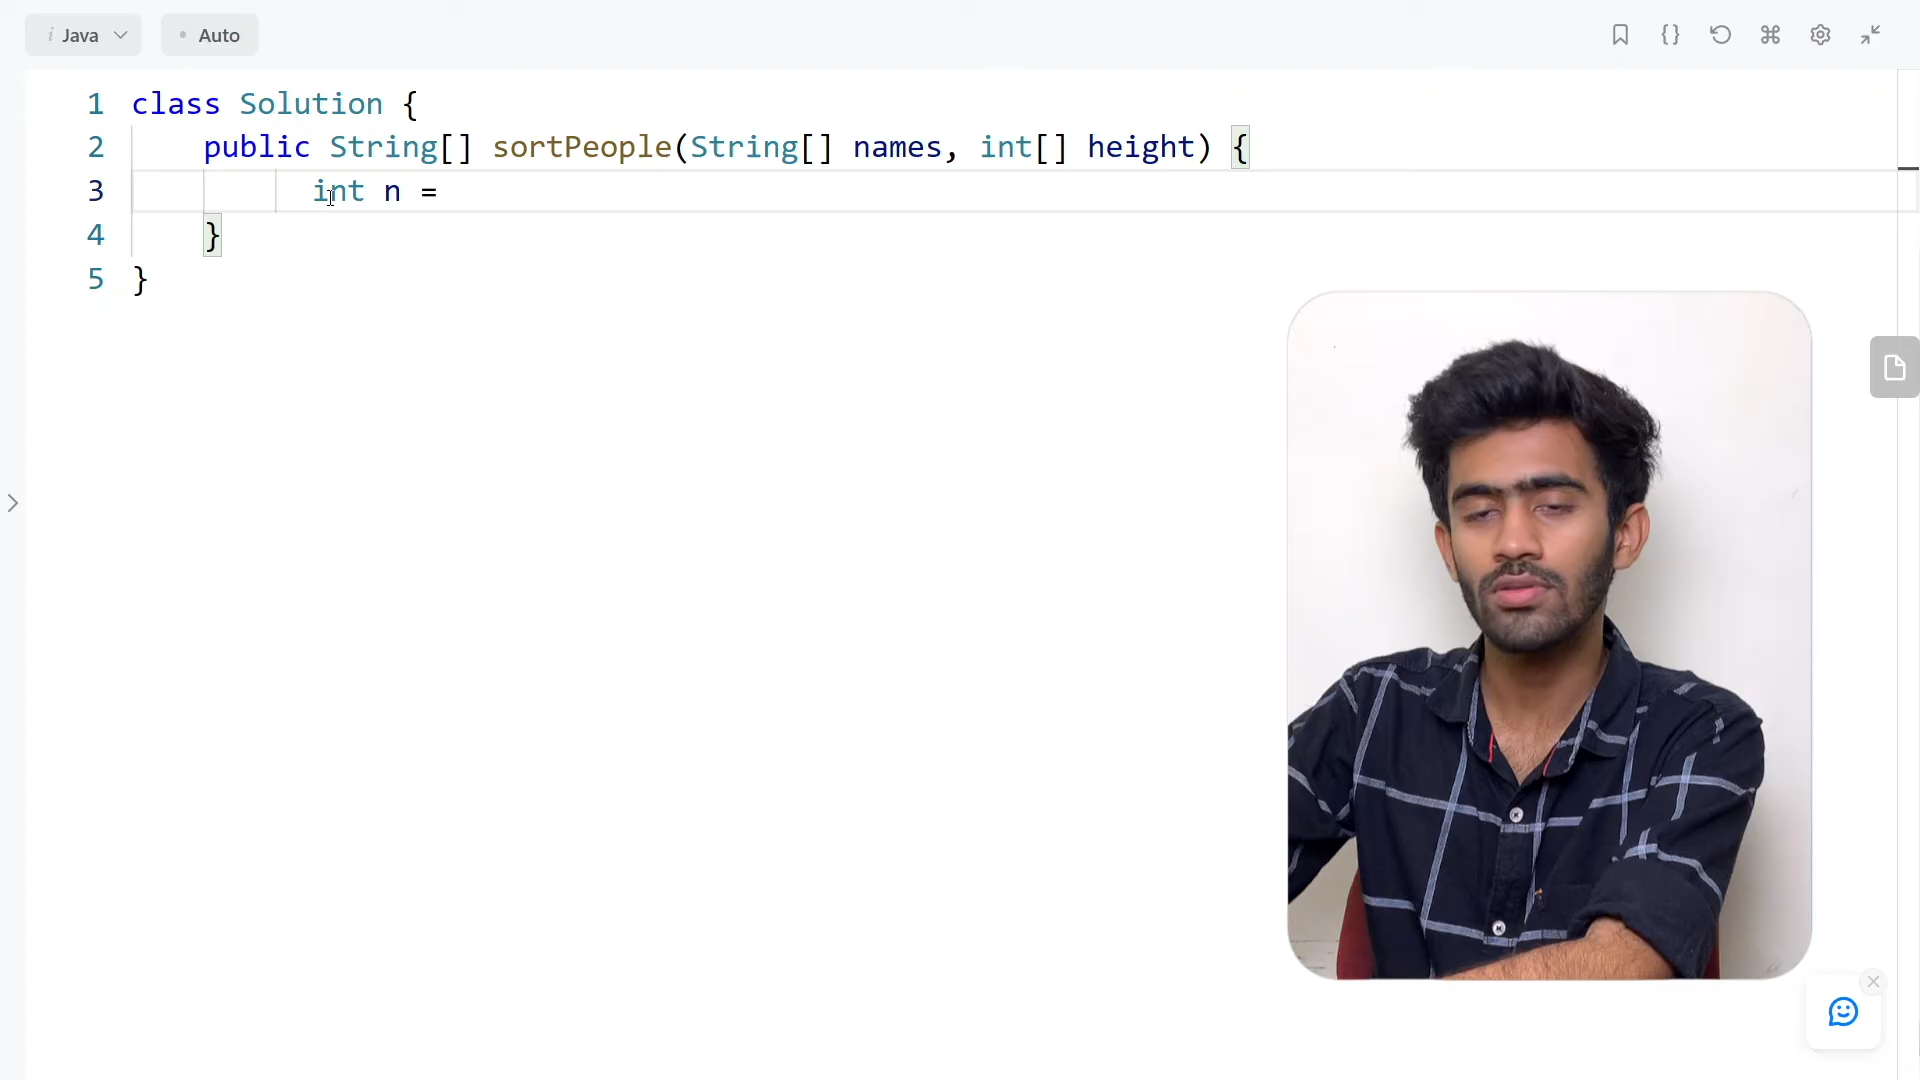 Java
Auto
1 class Solution {
2 public String[] sortPeople(String[] names, int[] height) {
3 int n =
4 }
5 }